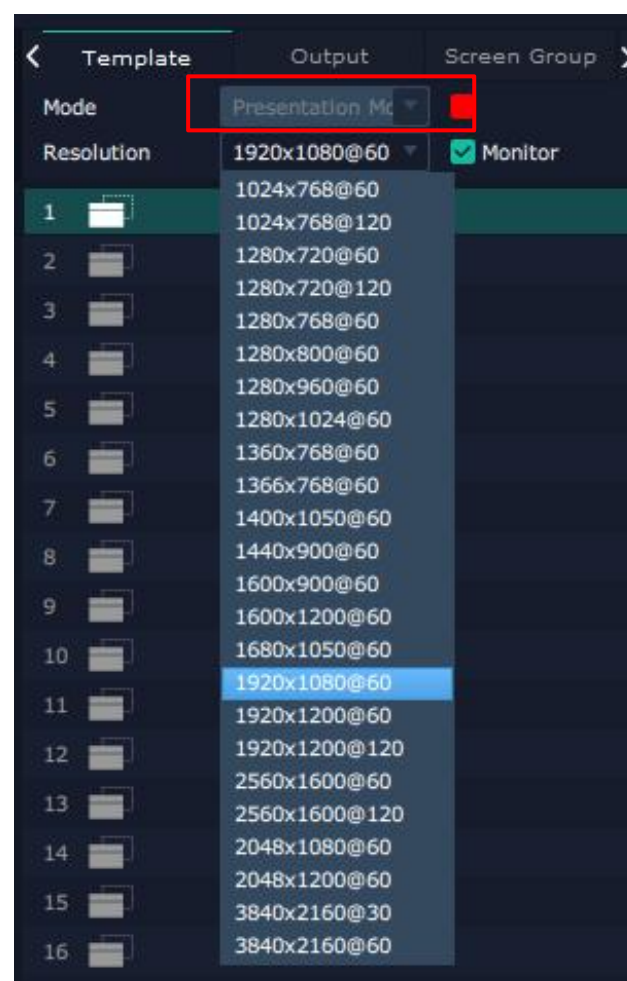 Template Output Screen Group
Mode Presentation Mo
Resolution 1920x1080@60 Monitor
1024x768@60
1 1024x768@120
2 1280x720@60
1280x720@120
3 1280x768@60
4 1280x800@60
1280x960@60
5 1280x1024@60
6 1360x768@60
1366x768@60
7 1400x1050@60
8 1440x900@60
1600x900@60
9 1600x1200@60
10 1680x1050@60
1920x1080@60
11 1920x1200@60
12 1920x1200@120
2560x1600@60
13 2560x1600@120
14 2048x1080@60
2048x1200@60
15 3840x2160@30
16 3840x2160@60